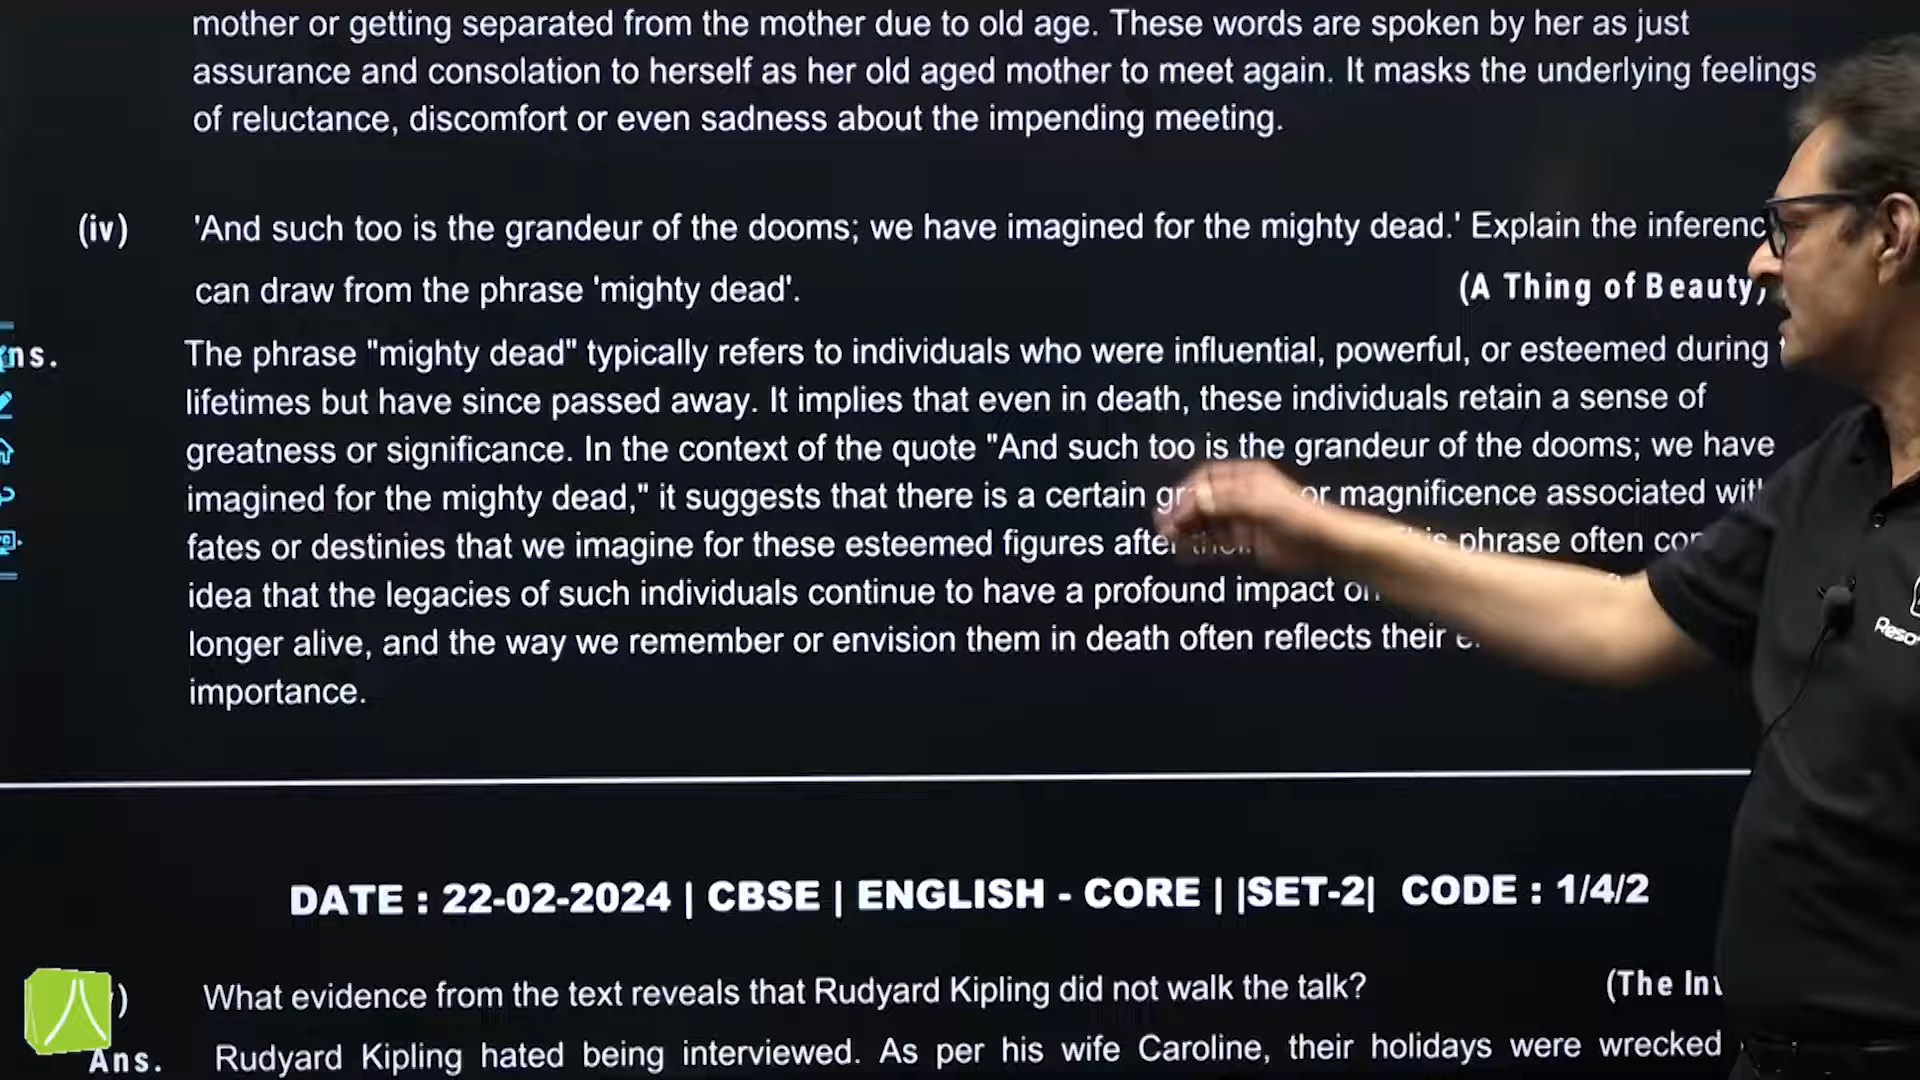 mother or getting separated from the mother due to old age. These words are spoken by her as just
assurance and consolation to herself as her old aged mother to meet again. It masks the underlying feelings
of reluctance, discomfort or even sadness about the impending meeting.
(iv) 'And such too is the grandeur of the dooms; we have imagined for the mighty dead.' Explain the inferenc
can draw from the phrase 'mighty dead'. (A Thing of Beauty)
ns. The phrase "mighty dead" typically refers to individuals who were influential, powerful, or esteemed during
lifetimes but have since passed away. It implies that even in death, these individuals retain a sense of
greatness or significance. In the context of the quote "And such too is the grandeur of the dooms; we have
imagined for the mighty dead," it suggests that there is a certain or magnificence associated with
fates or destinies that we imagine for these esteemed figures after phrase often
idea that the legacies of such individuals continue to have a profound impact
longer alive, and the way we remember or envision them in death often reflects their
importance.
DATE : 22-02-2024 | CBSE | ENGLISH - CORE | |SET-2| CODE : 1/4/2
) What evidence from the text reveals that Rudyard Kipling did not walk the talk? (The
Ans. Rudyard Kipling hated being interviewed. As per his wife Caroline, their holidays were wrecked
Reso